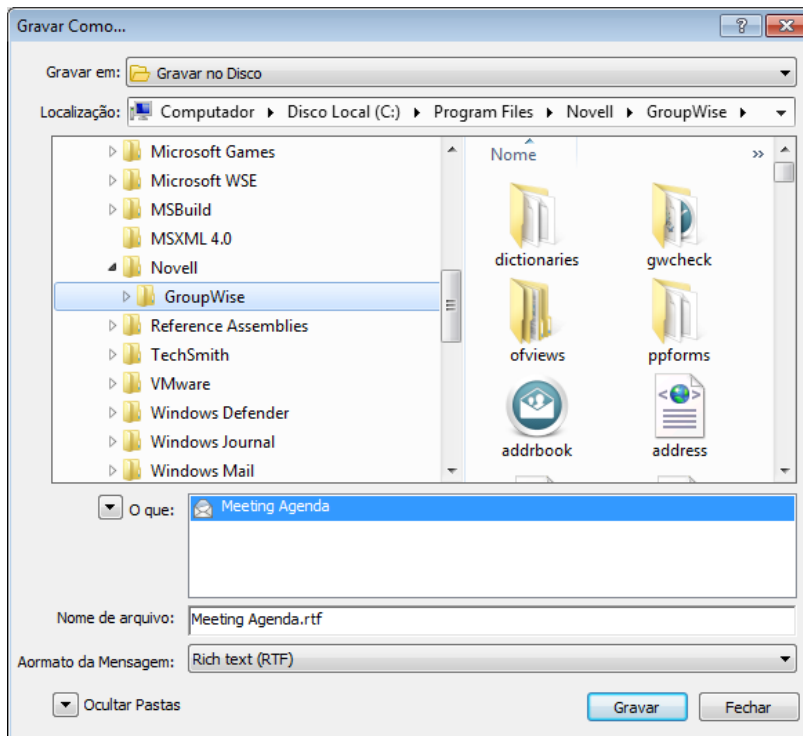 Gravar Como...
Gravar em: Gravar no Disco
Localização: Computador Disco Local (C:) Program Files Novell GroupWise
Microsoft Games
Microsoft WSE
MSBuild
MSXML 4.0
Novell
GroupWise
Reference Assemblies
TechSmith
VMware
Windows Defender
Windows Journal
Windows Mail
Nome
dictionaries gwcheck
ofviews ppforms
addrbook address
O que: Meeting Agenda
Nome de arquivo: Meeting Agenda.rtf
Aormato da Mensagem: Rich text (RTF)
Ocultar Pastas Gravar Fechar